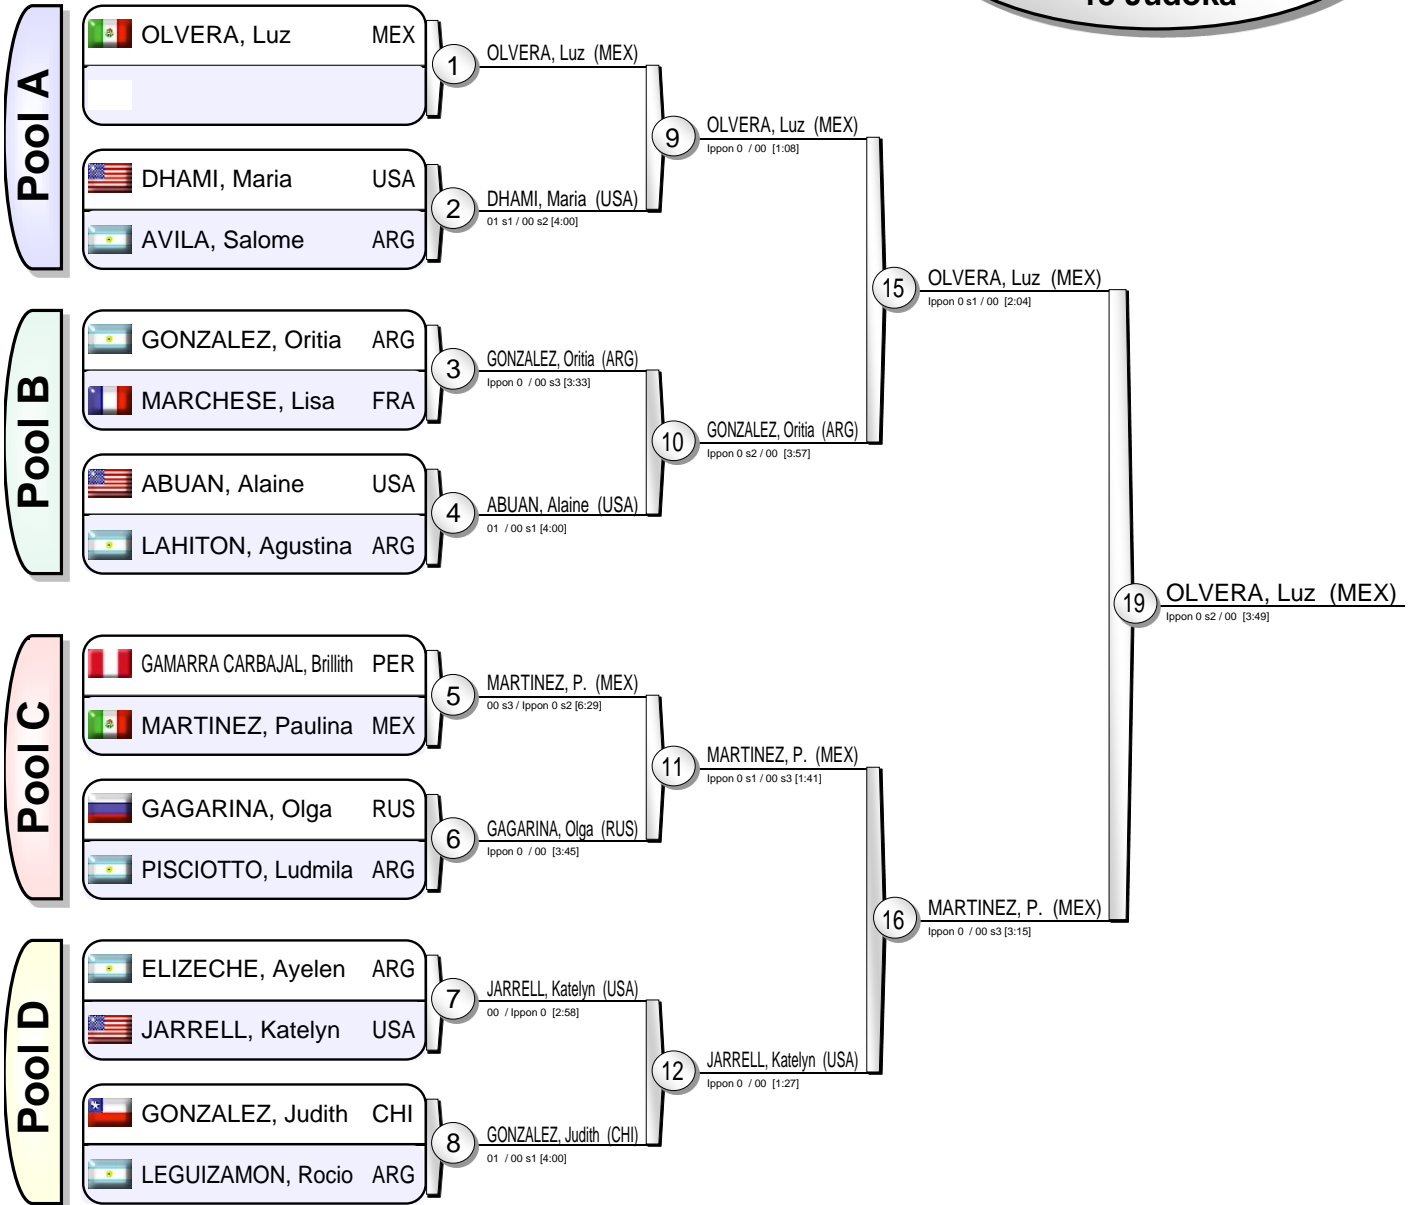 15 Judoka
Pool A
OLVERA, Luz MEX
1
OLVERA, Luz (MEX)
DHAMI, Maria USA
AVILA, Salome ARG
2
DHAMI, Maria (USA)
01 s1 / 00 s2 [4:00]
9
OLVERA, Luz (MEX)
Ippon 0 / 00 [1:08]
Pool B
GONZALEZ, Oritia ARG
MARCHESE, Lisa FRA
3
GONZALEZ, Oritia (ARG)
Ippon 0 / 00 s3 [3:33]
ABUAN, Alaine USA
LAHITON, Agustina ARG
4
ABUAN, Alaine (USA)
01 / 00 s1 [4:00]
10
GONZALEZ, Oritia (ARG)
Ippon 0 s2 / 00 [3:57]
15
OLVERA, Luz (MEX)
Ippon 0 s1 / 00 [2:04]
Pool C
GAMARRA CARBAJAL, Brillith PER
MARTINEZ, Paulina MEX
5
MARTINEZ, P. (MEX)
00 s3 / Ippon 0 s2 [6:29]
GAGARINA, Olga RUS
PISCIOTTO, Ludmila ARG
6
GAGARINA, Olga (RUS)
Ippon 0 / 00 [3:45]
11
MARTINEZ, P. (MEX)
Ippon 0 s1 / 00 s3 [1:41]
Pool D
ELIZECHE, Ayelen ARG
JARRELL, Katelyn USA
7
JARRELL, Katelyn (USA)
00 / Ippon 0 [2:58]
GONZALEZ, Judith CHI
LEGUIZAMON, Rocio ARG
8
GONZALEZ, Judith (CHI)
01 / 00 s1 [4:00]
12
JARRELL, Katelyn (USA)
Ippon 0 / 00 [1:27]
16
MARTINEZ, P. (MEX)
Ippon 0 / 00 s3 [3:15]
19
OLVERA, Luz (MEX)
Ippon 0 s2 / 00 [3:49]